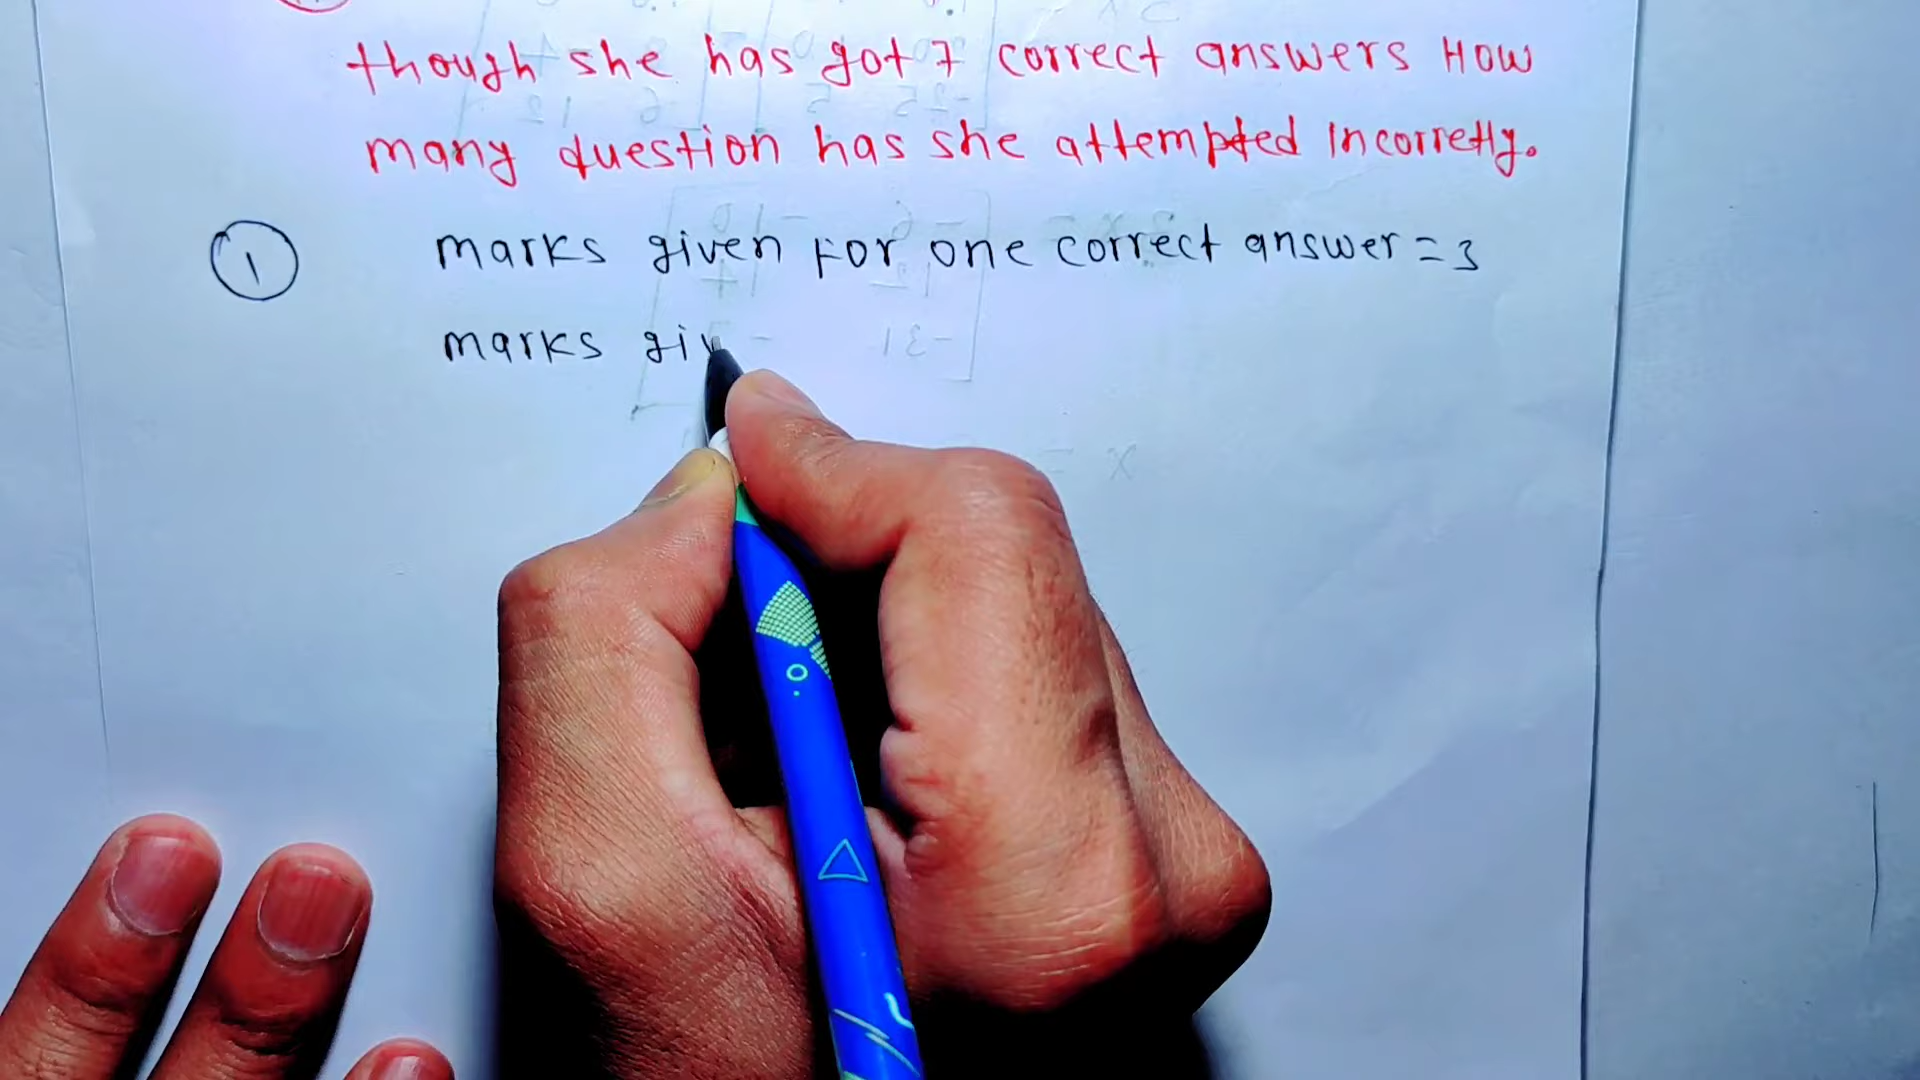 though she has got 7 correct answers How
many question has she attempted Incorretly.
1 marks given For one correct answer = 3
marks giv